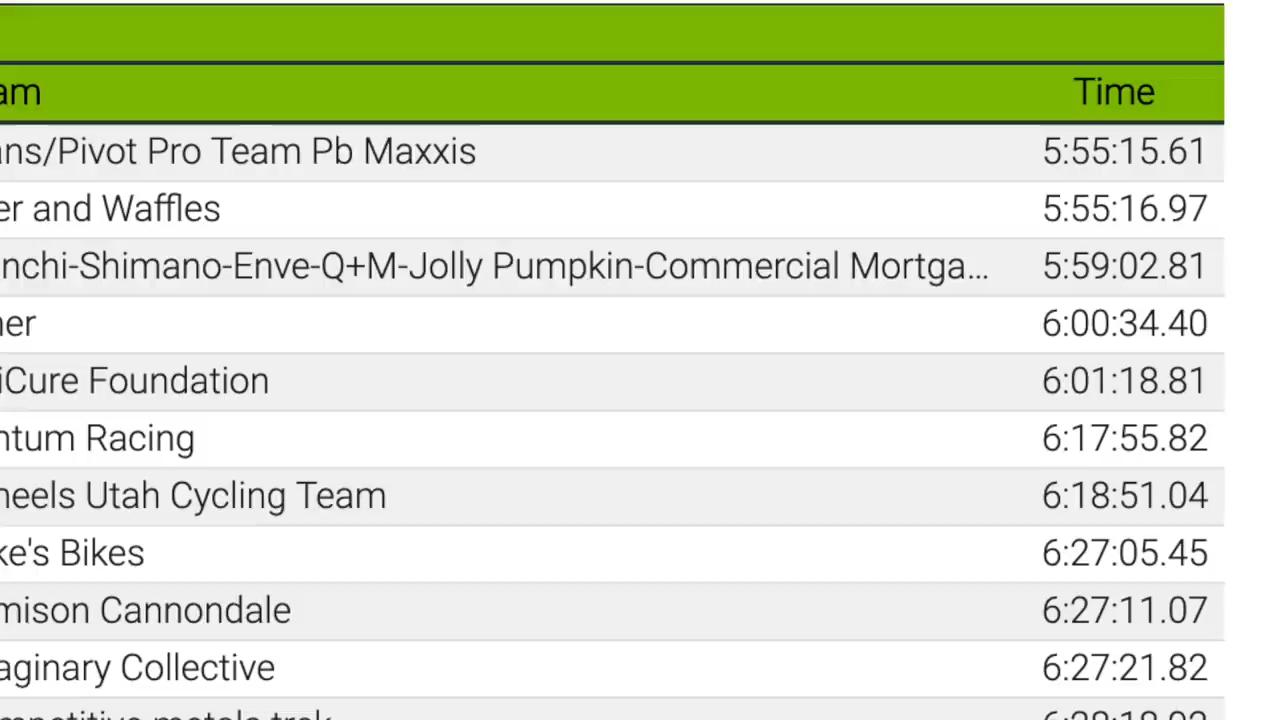 am Time
ans/Pivot Pro Team Pb Maxxis 5:55:15.61
er and Waffles 5:55:16.97
nchi-Shimano-Enve-Q+M-Jolly Pumpkin-Commercial Mortga... 5:59:02.81
her 6:00:34.40
iCure Foundation 6:01:18.81
ntum Racing 6:17:55.82
heels Utah Cycling Team 6:18:51.04
ke's Bikes 6:27:05.45
mison Cannondale 6:27:11.07
aginary Collective 6:27:21.82